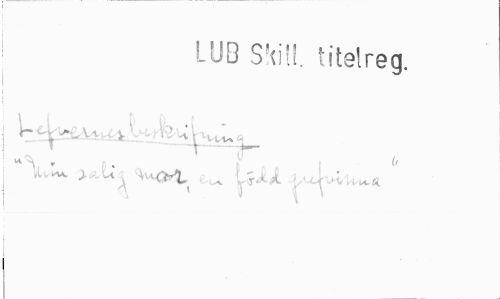 LUB Skill. titelreg.
Lefvernesbeskrifning
"Min salig mor, en född grefvinna"